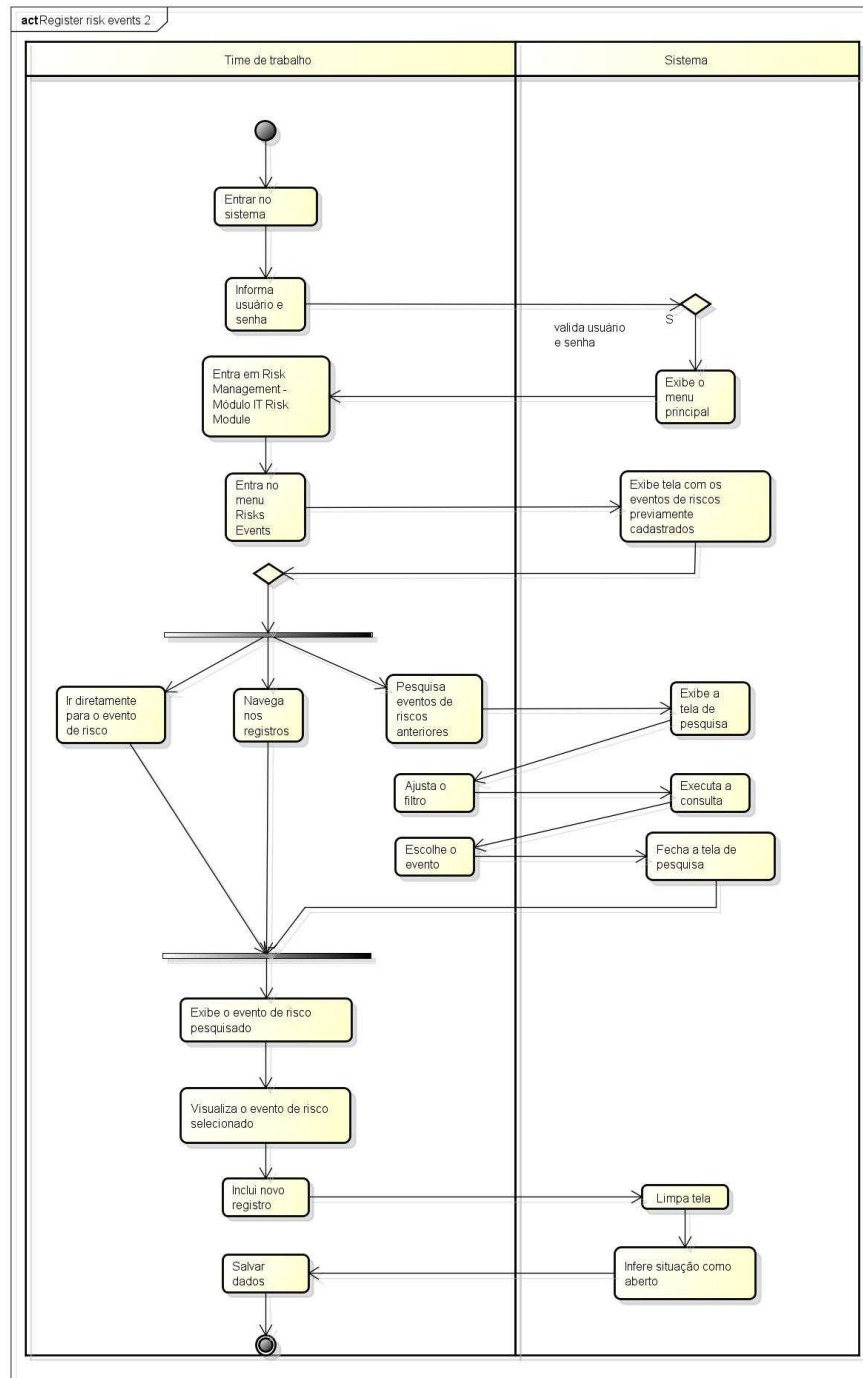 act Register risk events 2
Time de trabalho
Sistema
Entrar no
sistema
Informa
usuário e
senha
S
valida usuário
e senha
Entra em Risk
Management -
Módulo IT Risk
Module
Exibe o
menu
principal
Entra no
menu
Risks
Events
Exibe tela com os
eventos de riscos
previamente
cadastrados
Ir diretamente
para o evento
de risco
Navega
nos
registros
Pesquisa
eventos de
riscos
anteriores
Exibe a
tela de
pesquisa
Ajusta o
filtro
Executa a
consulta
Escolhe o
evento
Fecha a tela de
pesquisa
Exibe o evento de risco
pesquisado
Visualiza o evento de risco
selecionado
Inclui novo
registro
Limpa tela
Infere situação como
aberto
Salvar
dados